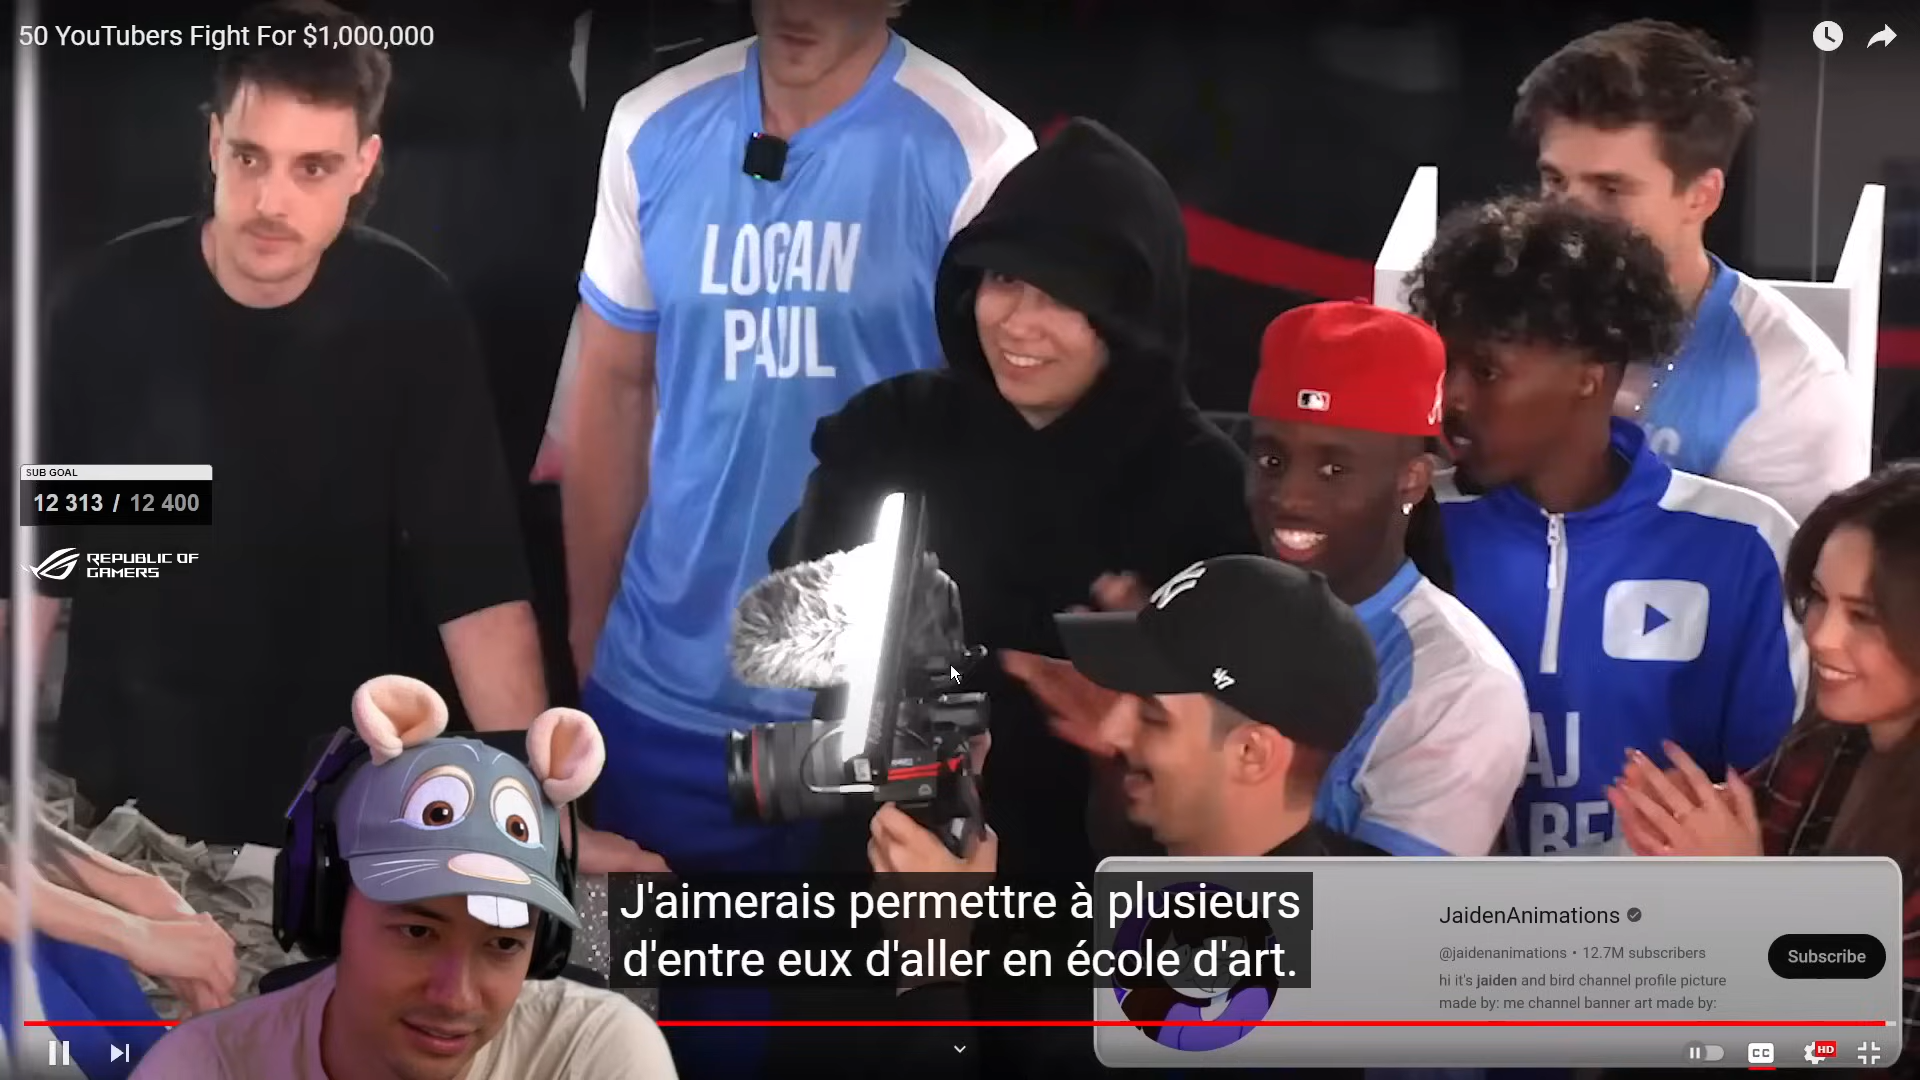 50 YouTubers Fight For $1,000,000
LOGAN
PAUL
SUB GOAL
12 313 / 12 400
REPUBLIC OF
GAMERS
J'aimerais permettre à plusieurs
d'entre eux d'aller en école d'art.
JaidenAnimations
@jaidenanimations • 12.7M subscribers
hi it's jaiden and bird channel profile picture
made by: me channel banner art made by:
Subscribe
CC
HD